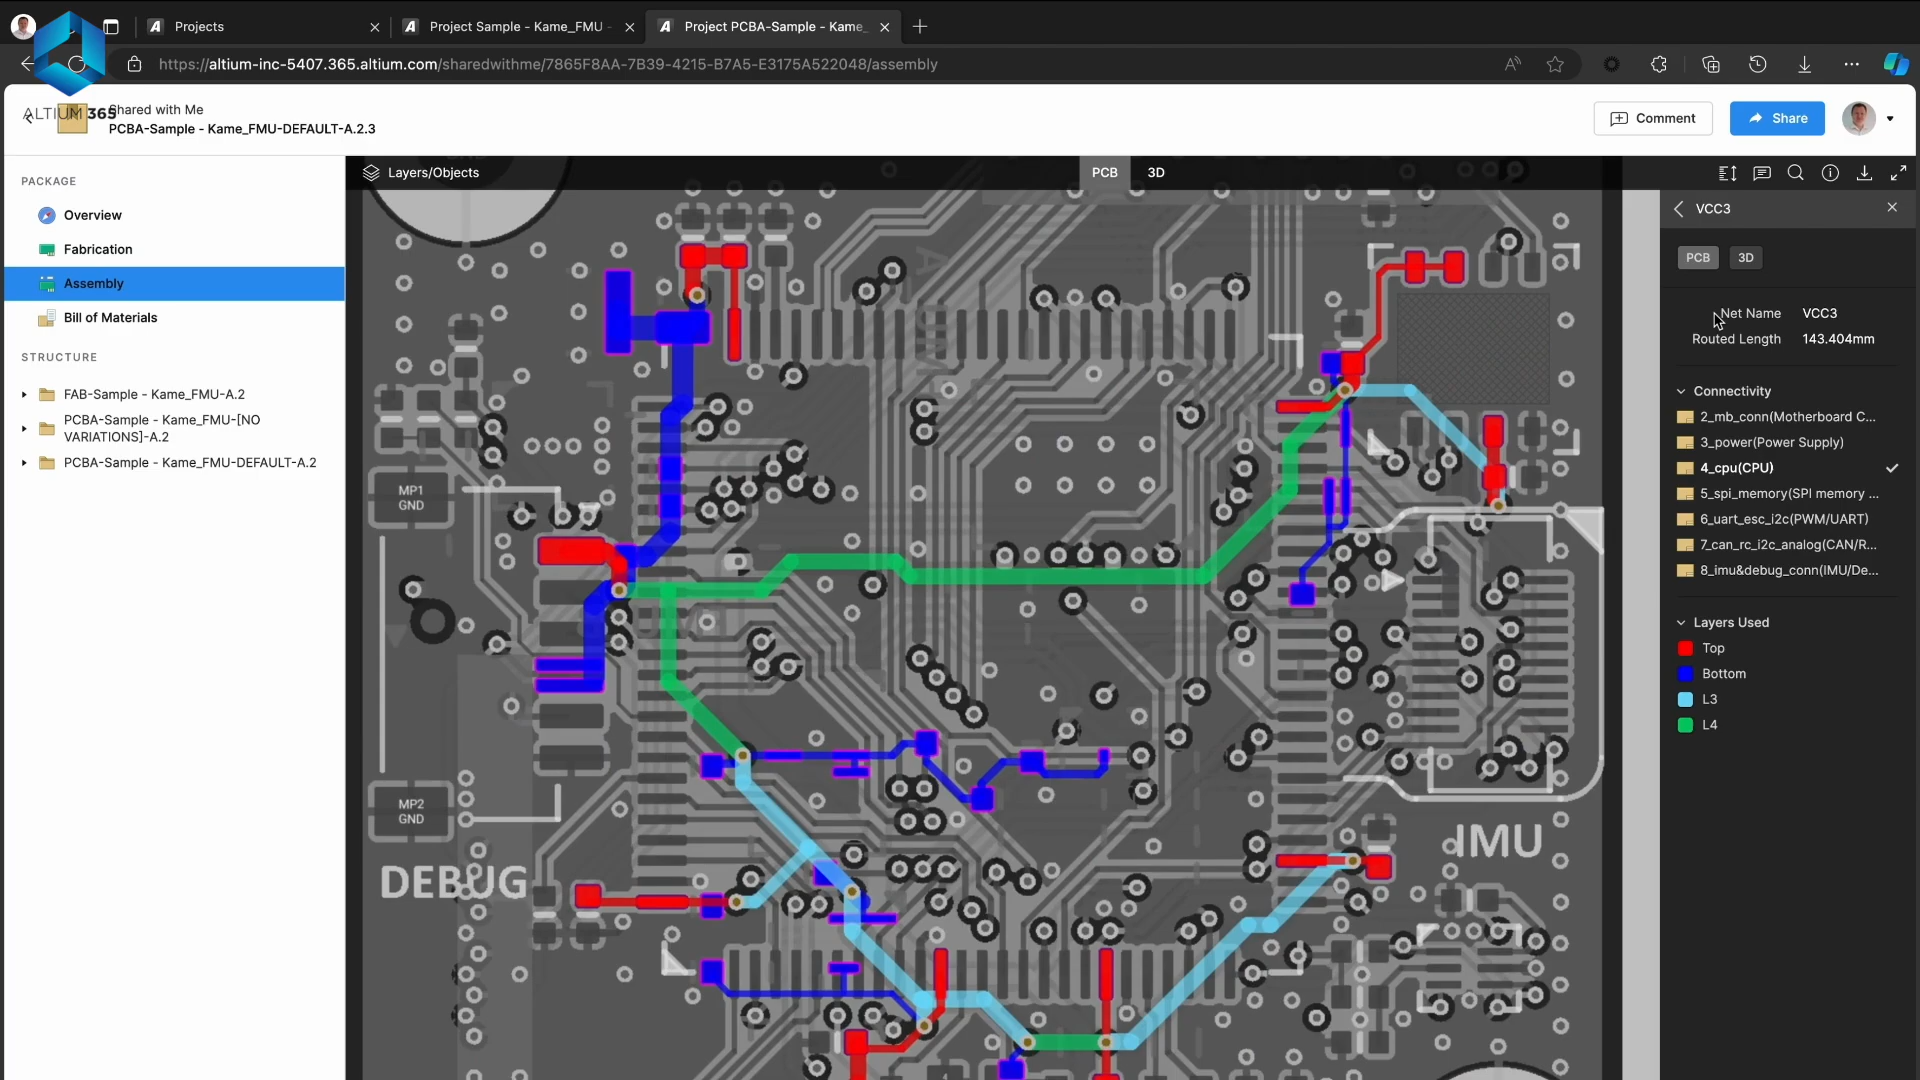 Projects
Project Sample - Kame_FMU -
Project PCBA-Sample - Kame_
https://altium-inc-5407.365.altium.com/sharedwithme/7865F8AA-7B39-4215-B7A5-E3175A522048/assembly
ALTIUM 365
Shared with Me
PCBA-Sample - Kame_FMU-DEFAULT-A.2.3
Comment
Share
PACKAGE
Overview
Fabrication
Assembly
Bill of Materials
STRUCTURE
FAB-Sample - Kame_FMU-A.2
PCBA-Sample - Kame_FMU-[NO
VARIATIONS]-A.2
PCBA-Sample - Kame_FMU-DEFAULT-A.2
Layers/Objects
PCB
3D
MP1
GND
MP2
GND
DEBUG
IMU
VCC3
PCB
3D
Net Name VCC3
Routed Length 143.404mm
Connectivity
2_mb_conn(Motherboard C...
3_power(Power Supply)
4_cpu(CPU)
5_spi_memory(SPI memory ...
6_uart_esc_i2c(PWM/UART)
7_can_rc_i2c_analog(CAN/R...
8_imu&debug_conn(IMU/De...
Layers Used
Top
Bottom
L3
L4